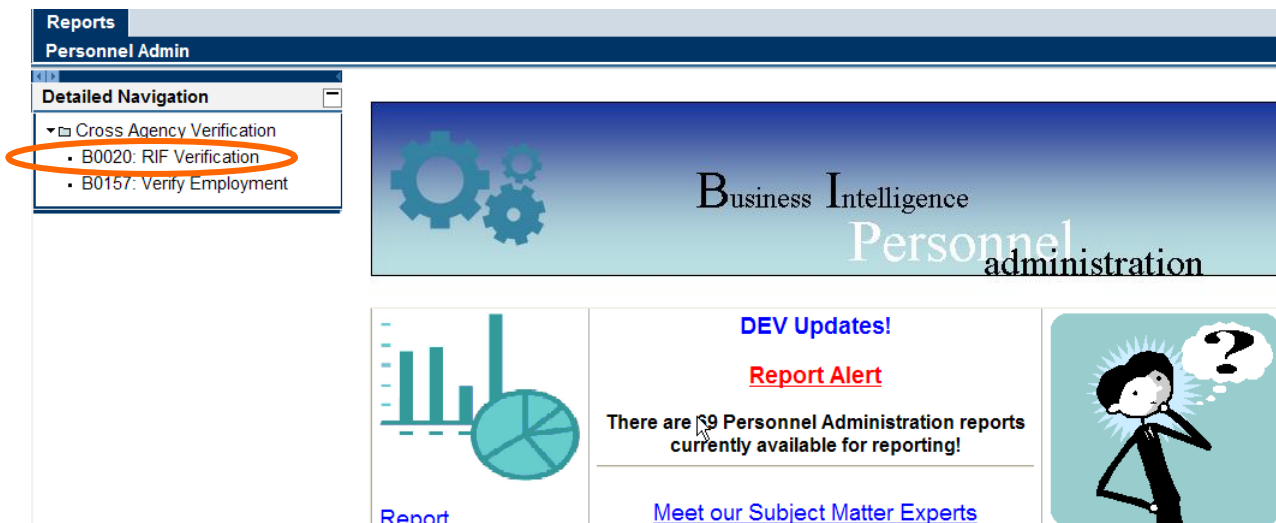 Reports
Personnel Admin
Detailed Navigation
Cross Agency Verification
B0020: RIF Verification
B0157: Verify Employment
Business Intelligence
Personnel
administration
DEV Updates!
Report Alert
There are 9 Personnel Administration reports
currently available for reporting!
?
Meet our Subject Matter Experts
Report